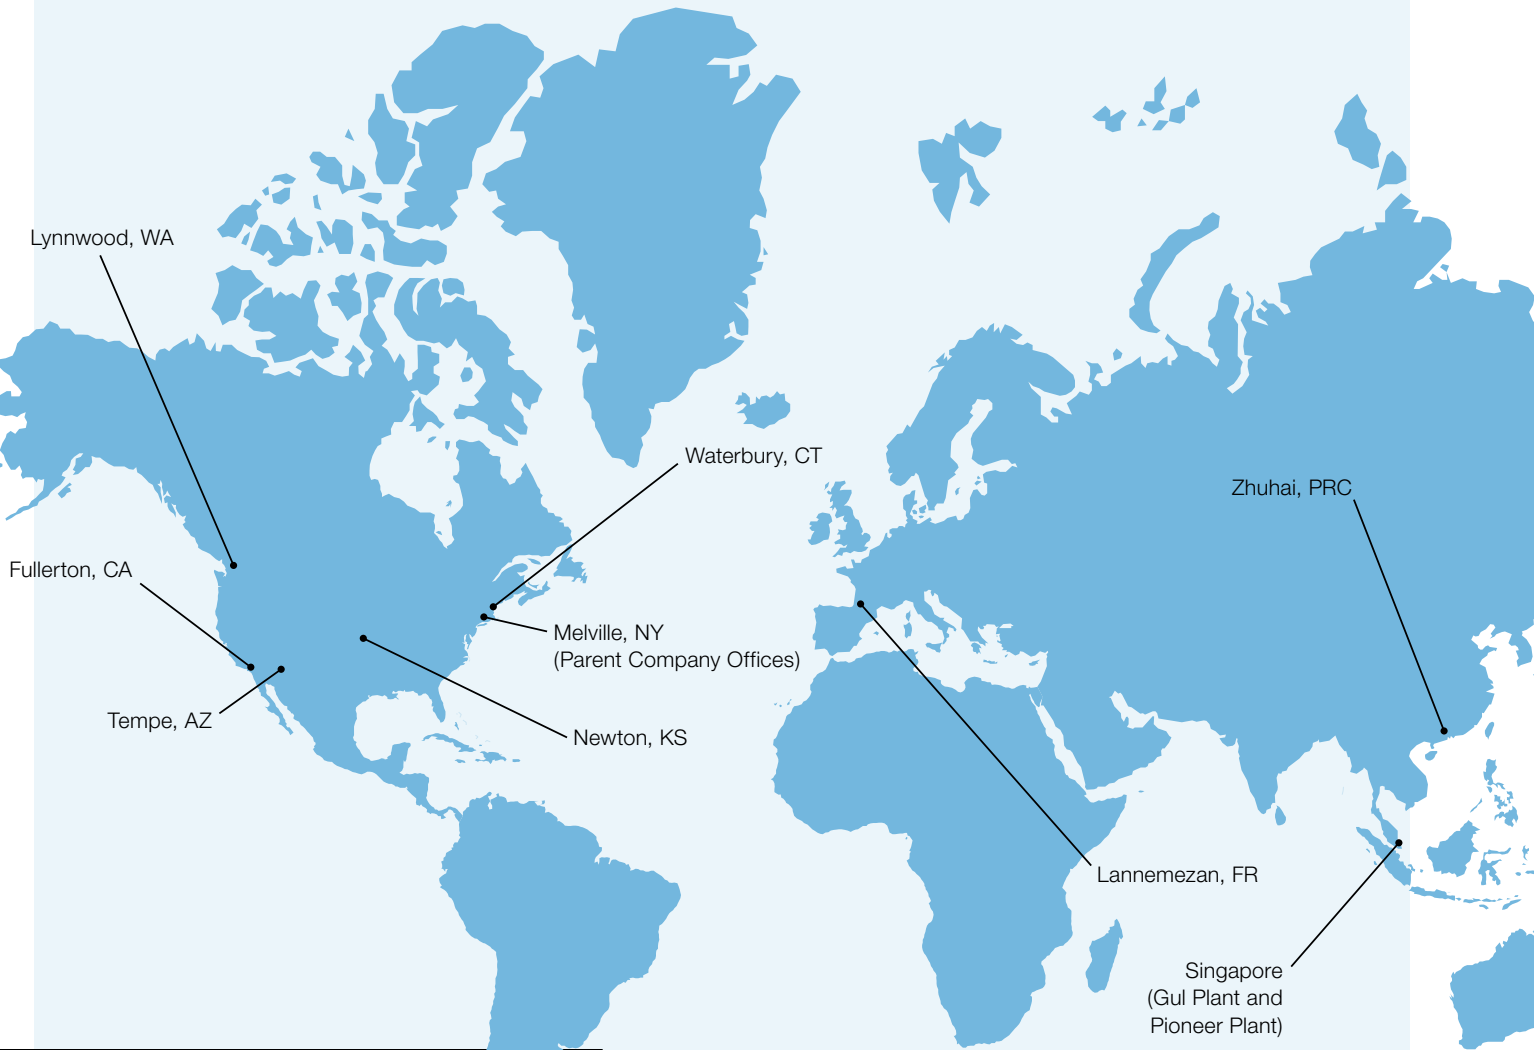 Lynnwood, WA
Waterbury, CT
Zhuhai, PRC
Fullerton, CA
Melville, NY
(Parent Company Offices)
Tempe, AZ
Newton, KS
Lannemezan, FR
Singapore
(Gul Plant and
Pioneer Plant)